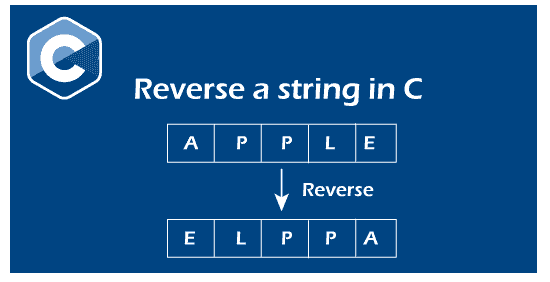 C
Reverse a string in C
A P P L E
Reverse
E L P P A